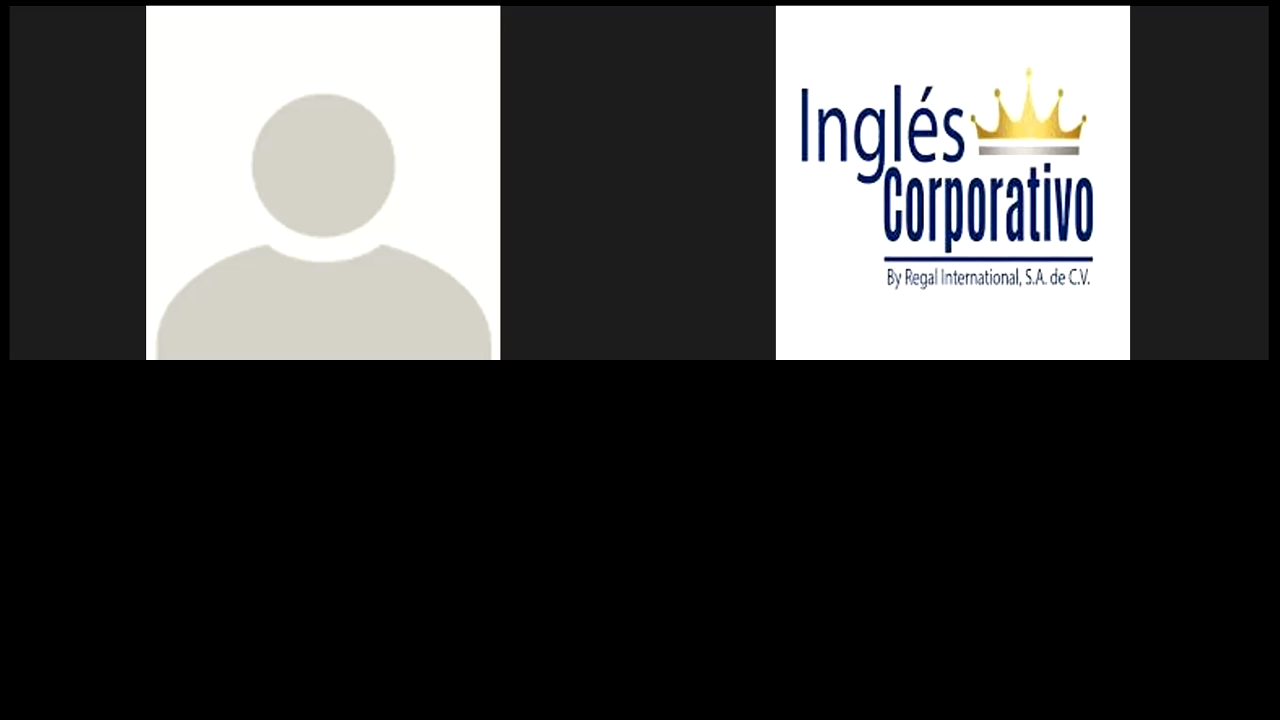 Inglés
Corporativo
By Regal International, S.A. de C.V.